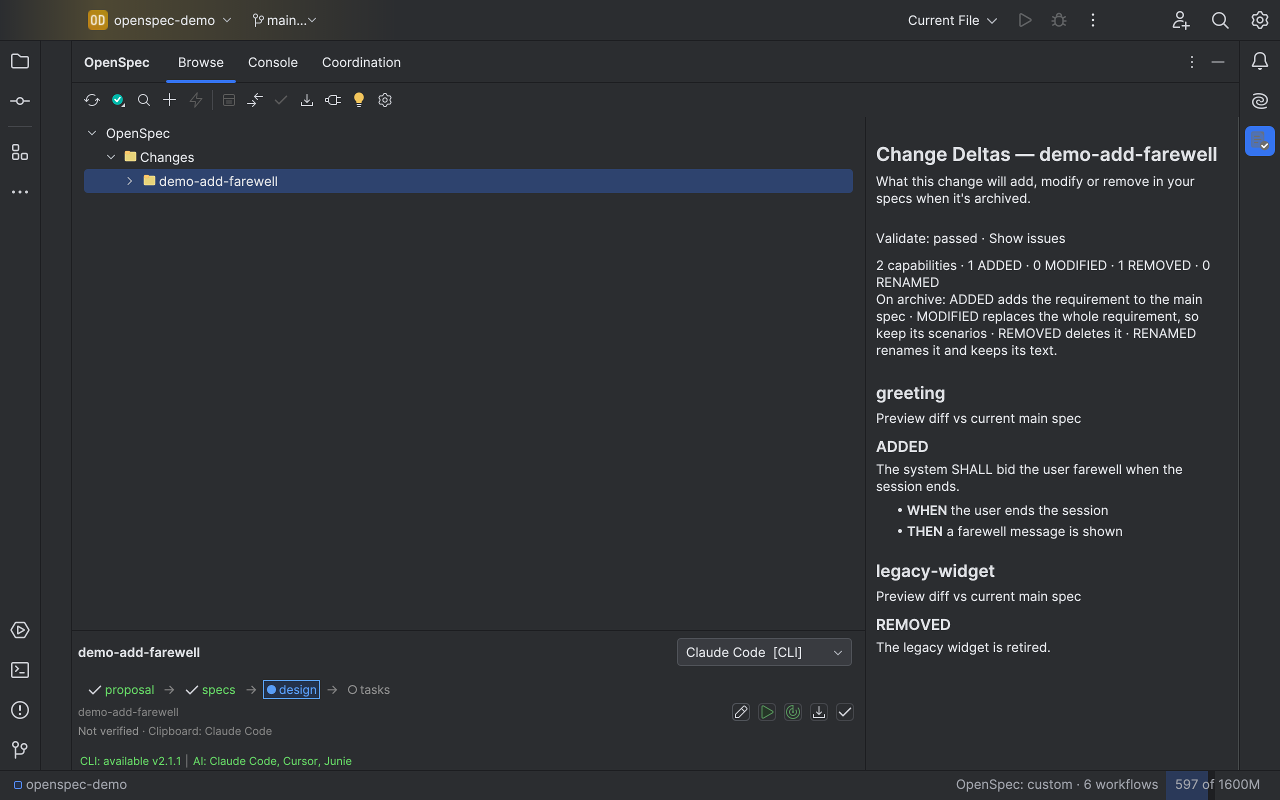 OD openspec-demo main... Current File
OpenSpec Browse Console Coordination
OpenSpec
Changes
demo-add-farewell
Change Deltas — demo-add-farewell
What this change will add, modify or remove in your
specs when it's archived.
Validate: passed · Show issues
2 capabilities · 1 ADDED · 0 MODIFIED · 1 REMOVED · 0
RENAMED
On archive: ADDED adds the requirement to the main
spec · MODIFIED replaces the whole requirement, so
keep its scenarios · REMOVED deletes it · RENAMED
renames it and keeps its text.
greeting
Preview diff vs current main spec
ADDED
The system SHALL bid the user farewell when the
session ends.
• WHEN the user ends the session
• THEN a farewell message is shown
legacy-widget
Preview diff vs current main spec
REMOVED
The legacy widget is retired.
demo-add-farewell Claude Code [CLI]
proposal → specs → design → tasks
demo-add-farewell
Not verified · Clipboard: Claude Code
CLI: available v2.1.1 | AI: Claude Code, Cursor, Junie
openspec-demo OpenSpec: custom · 6 workflows 597 of 1600M